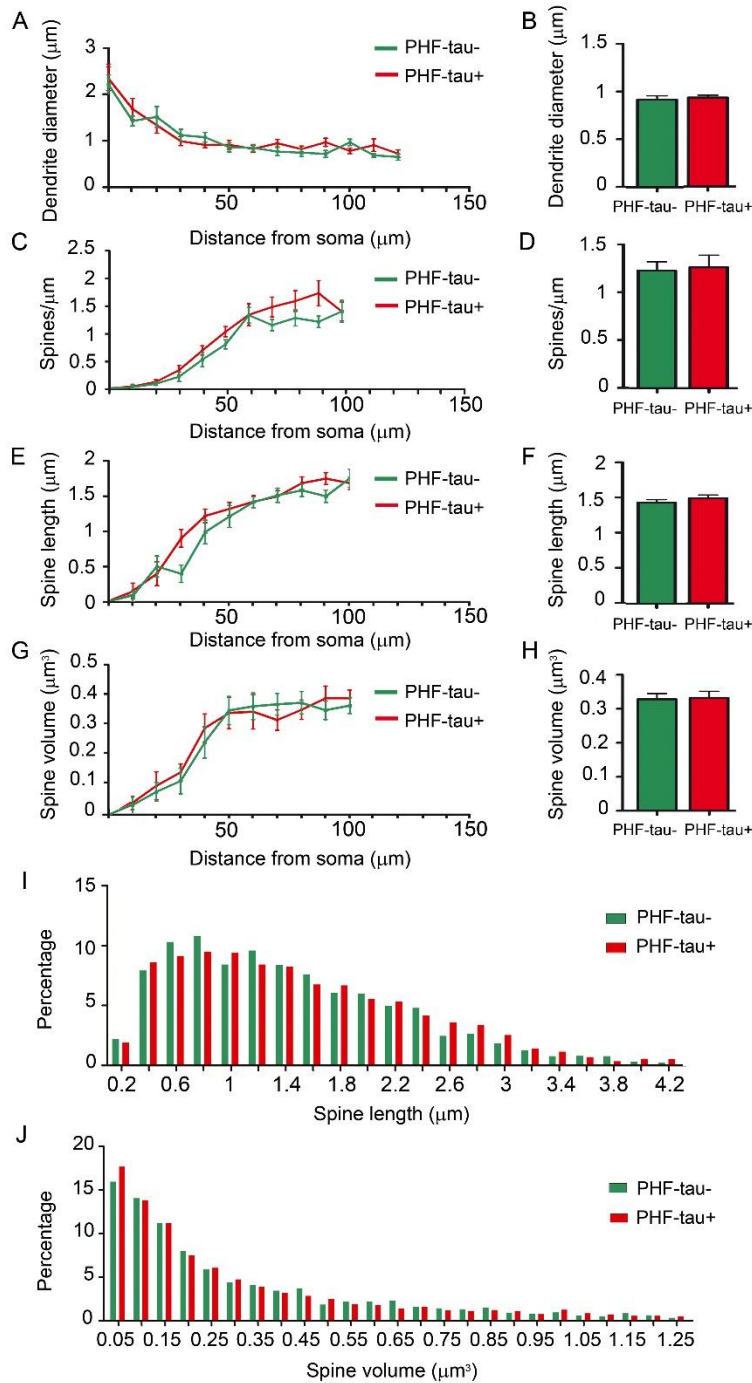 A
Dendrite diameter (μm)
3
2
1
0
50
100
150
Distance from soma (μm)
PHF-tau-
PHF-tau+
B
Dendrite diameter (μm)
1.5
1
0.5
0
PHF-tau- PHF-tau+
C
Spines/μm
2.5
2
1.5
1
0.5
0
50
100
150
Distance from soma (μm)
PHF-tau-
PHF-tau+
D
Spines/μm
1.5
1
0.5
0
PHF-tau- PHF-tau+
E
Spine length (μm)
2
1.5
1
0.5
0
50
100
150
Distance from soma (μm)
PHF-tau-
PHF-tau+
F
Spine length (μm)
2
1.5
1
0.5
0
PHF-tau- PHF-tau+
G
Spine volume (μm³)
0.5
0.4
0.3
0.2
0.1
0
50
100
150
Distance from soma (μm)
PHF-tau-
PHF-tau+
H
Spine volume (μm³)
0.4
0.3
0.2
0.1
0
PHF-tau- PHF-tau+
I
Percentage
15
10
5
0
0.2 0.6 1 1.4 1.8 2.2 2.6 3 3.4 3.8 4.2
Spine length (μm)
PHF-tau-
PHF-tau+
J
Percentage
20
15
10
5
0
0.05 0.15 0.25 0.35 0.45 0.55 0.65 0.75 0.85 0.95 1.05 1.15 1.25
Spine volume (μm³)
PHF-tau-
PHF-tau+